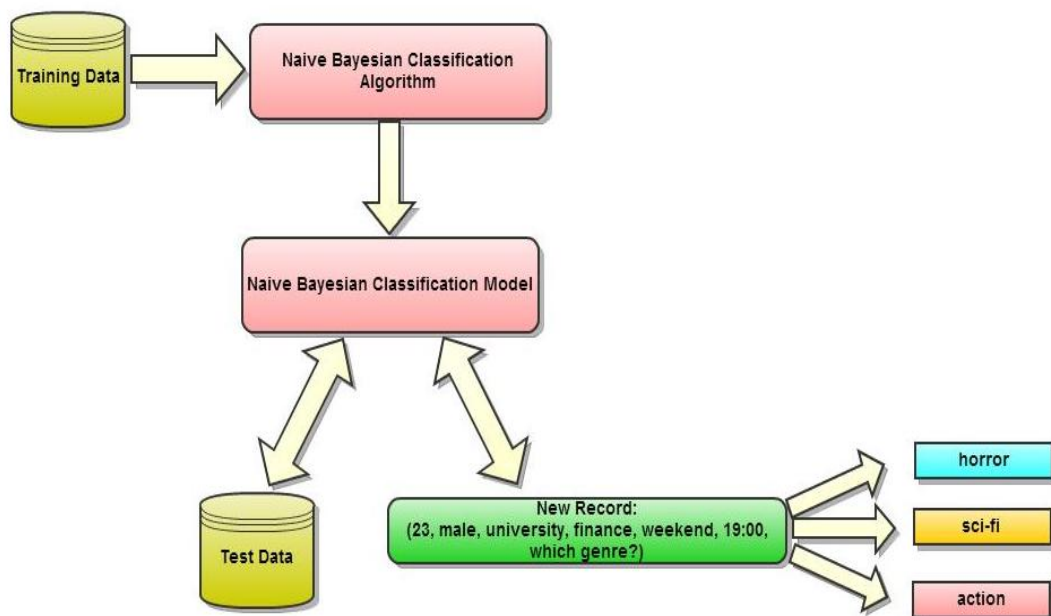 Training Data
Naive Bayesian Classification
Algorithm
Naive Bayesian Classification Model
Test Data
New Record:
(23, male, university, finance, weekend, 19:00,
which genre?)
horror
sci-fi
action